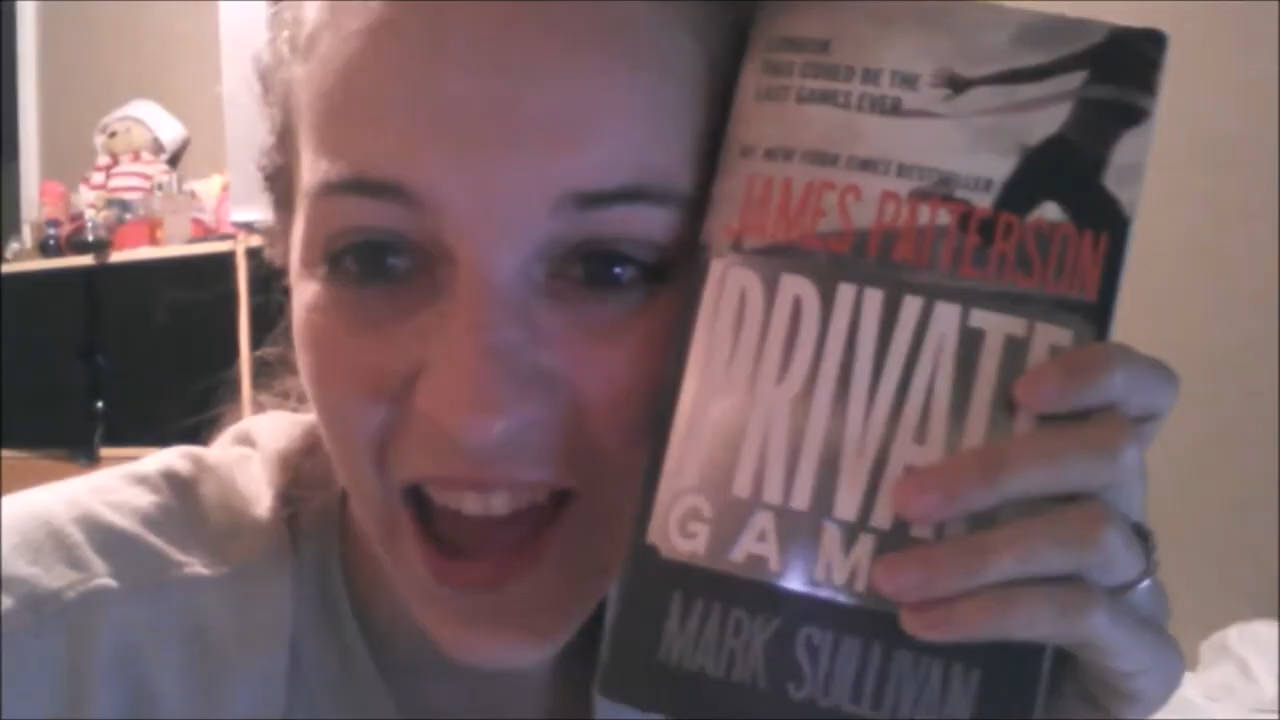 LONDON.
THIS COULD BE THE
LAST GAMES EVER.
#1 NEW YORK TIMES BESTSELLER
JAMES PATTERSON
PRIVATE
GAM
MARK SULLIVAN